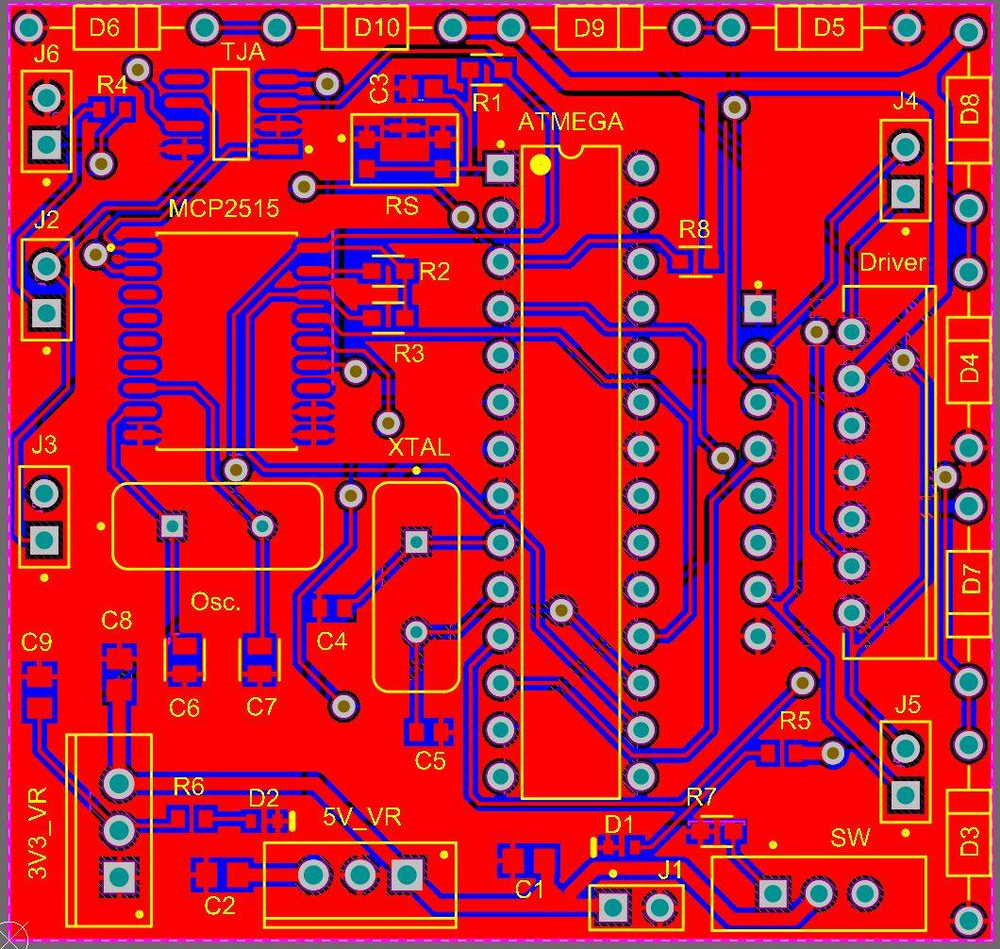 D6
D10
D9
D5
J6
TJA
R4
C3
R1
D8
J4
ATMEGA
RS
J2
MCP2515
R8
Driver
R2
R3
D4
J3
XTAL
Osc.
D7
C8
C9
C4
C6
C7
J5
R5
C5
3V3_VR
R6
D2
5V_VR
R7
D1
SW
D3
C2
C1
J1